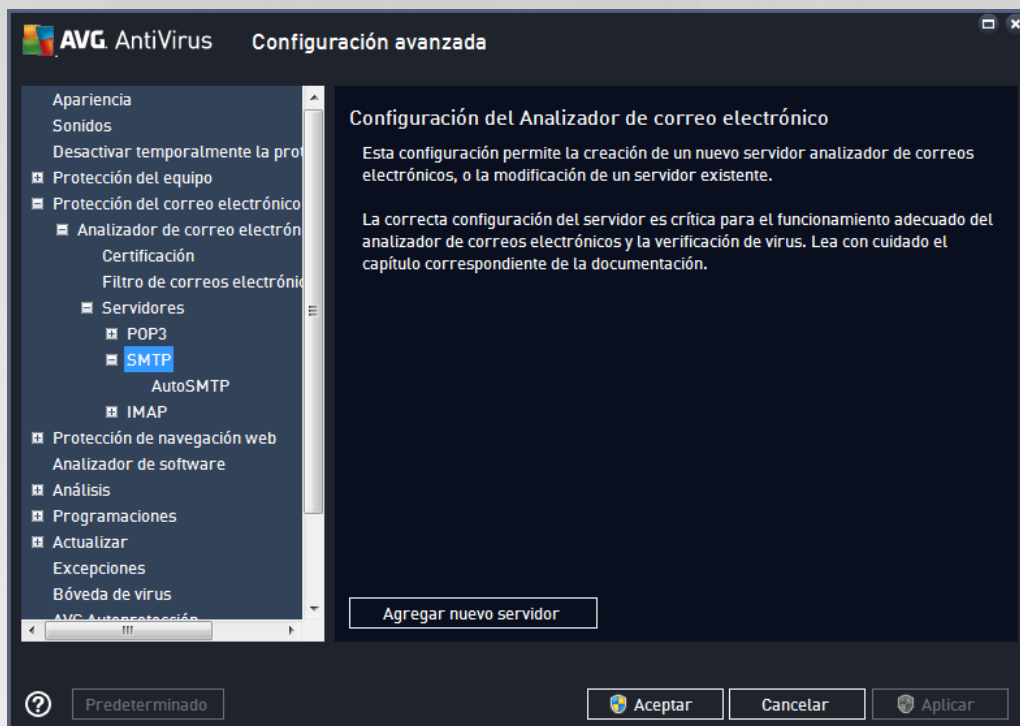 AVG. AntiVirus Configuración avanzada
Apariencia
Sonidos
Desactivar temporalmente la prot
Protección del equipo
Protección del correo electrónico
Analizador de correo electrón
Certificación
Filtro de correos electrónic
Servidores
POP3
SMTP
AutoSMTP
IMAP
Protección de navegación web
Analizador de software
Análisis
Programaciones
Actualizar
Excepciones
Bóveda de virus
AVG Autoprotección
Configuración del Analizador de correo electrónico
Esta configuración permite la creación de un nuevo servidor analizador de correos
electrónicos, o la modificación de un servidor existente.
La correcta configuración del servidor es crítica para el funcionamiento adecuado del
analizador de correos electrónicos y la verificación de virus. Lea con cuidado el
capítulo correspondiente de la documentación.
Agregar nuevo servidor
Predeterminado
Aceptar
Cancelar
Aplicar